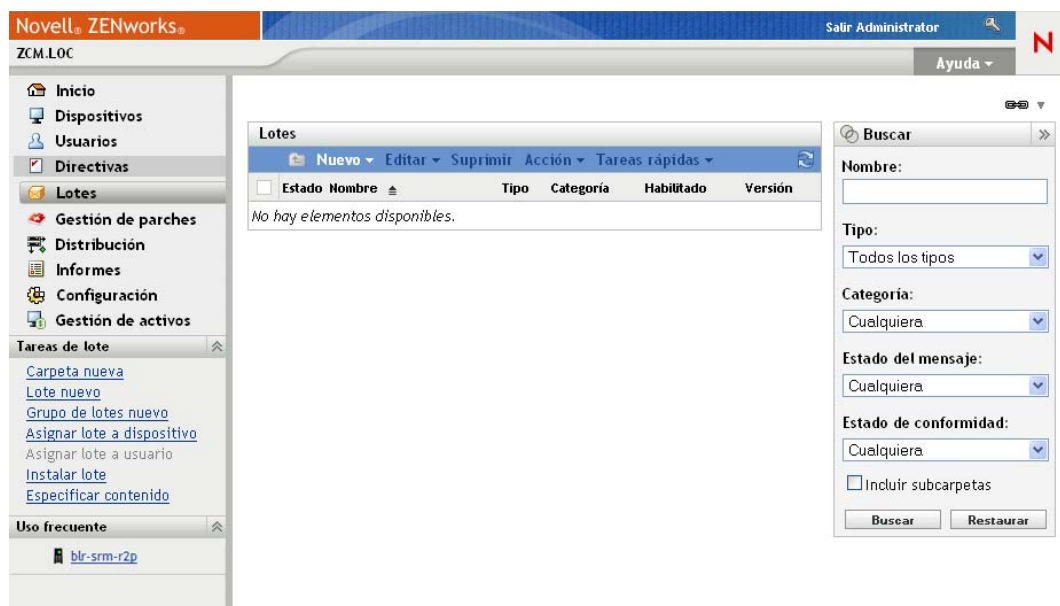 Novell® ZENworks®
Salir Administrator
N
ZCM.LOC
Ayuda
Inicio
Dispositivos
Usuarios
Directivas
Lotes
Gestión de parches
Distribución
Informes
Configuración
Gestión de activos
Tareas de lote
Carpeta nueva
Lote nuevo
Grupo de lotes nuevo
Asignar lote a dispositivo
Asignar lote a usuario
Instalar lote
Especificar contenido
Uso frecuente
blr-srm-r2p
Lotes
Nuevo Editar Suprimir Acción Tareas rápidas
Estado Nombre Tipo Categoría Habilitado Versión
No hay elementos disponibles.
Buscar
Nombre:
Tipo:
Todos los tipos
Categoría:
Cualquiera
Estado del mensaje:
Cualquiera
Estado de conformidad:
Cualquiera
Incluir subcarpetas
Buscar Restaurar